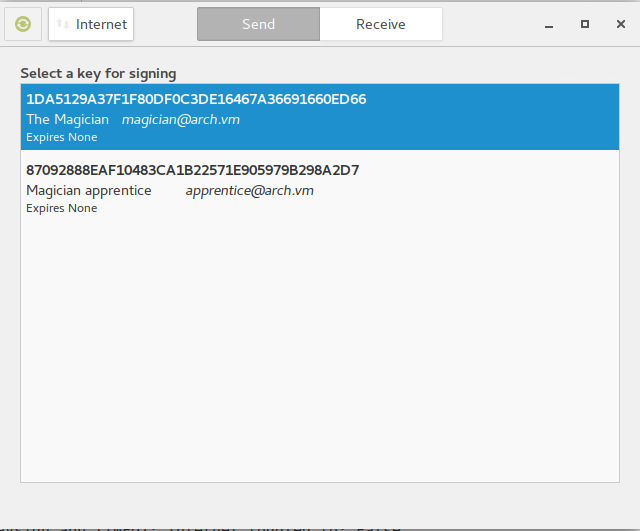 Internet
Send
Receive
Select a key for signing
1DA5129A37F1F80DF0C3DE16467A36691660ED66
The Magician magician@arch.vm
Expires None
87092888EAF10483CA1B22571E905979B298A2D7
Magician apprentice apprentice@arch.vm
Expires None